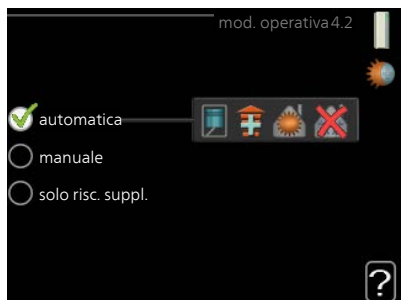 mod. operativa 4.2
automatica
manuale
solo risc. suppl.
?